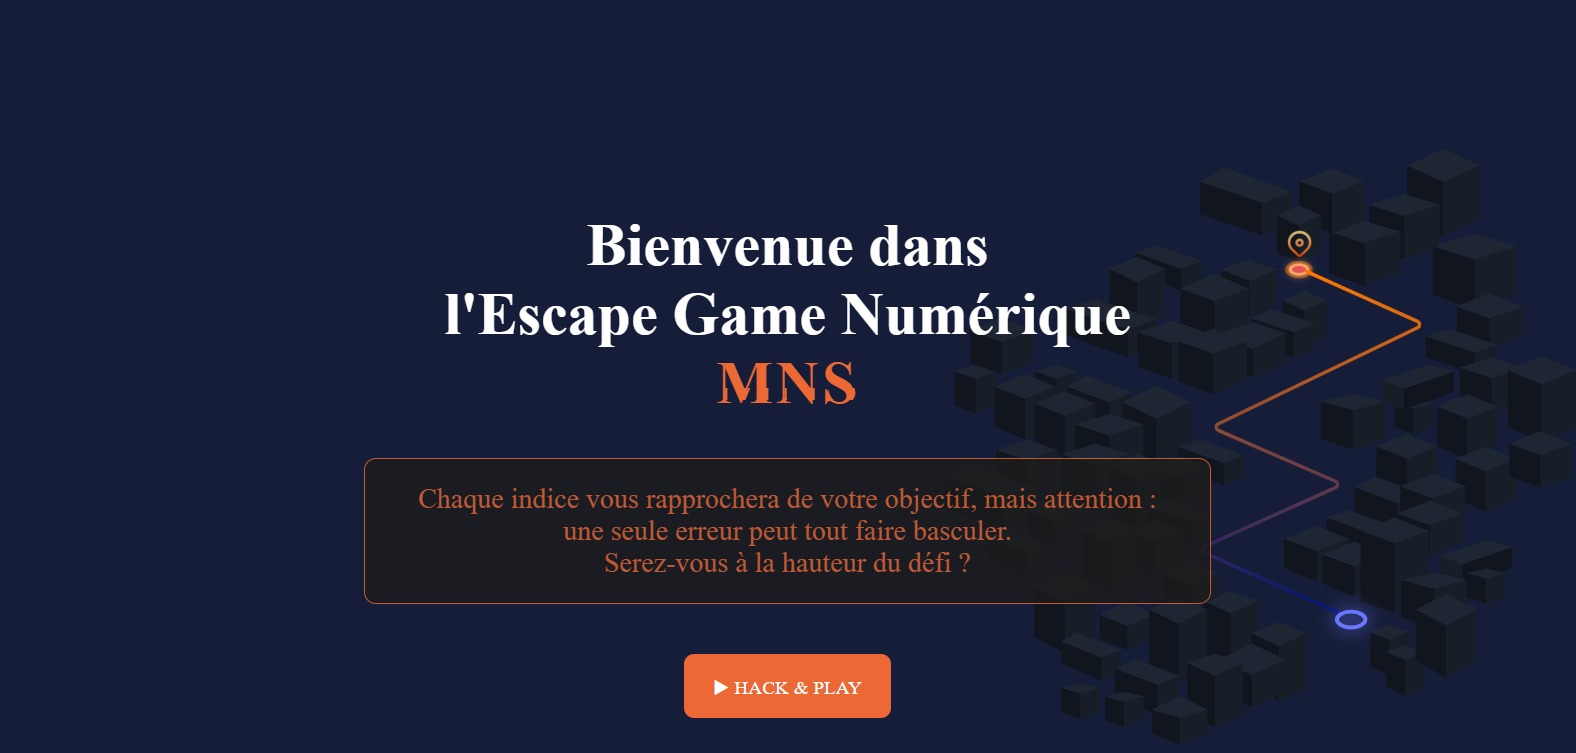 Bienvenue dans
l'Escape Game Numérique
MNS
Chaque indice vous rapprochera de votre objectif, mais attention :
une seule erreur peut tout faire basculer.
Serez-vous à la hauteur du défi ?
▶ HACK & PLAY